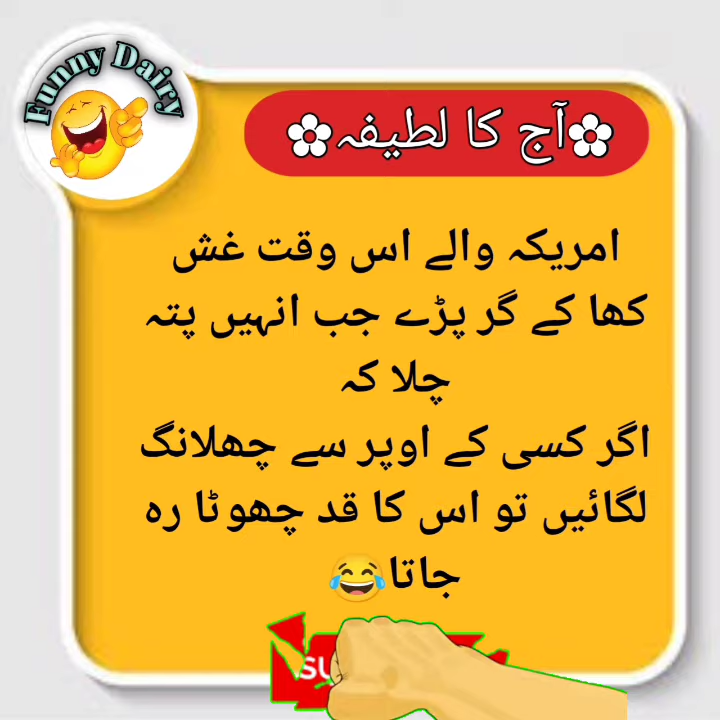 Funny Dairy
✿آج کا لطیفہ✿
امریکہ والے اس وقت غش
کھا کے گر پڑے جب انہیں پتہ
چلا کہ
اگر کسی کے اوپر سے چھلانگ
لگائیں تو اس کا قد چھوٹا رہ
جاتا😂